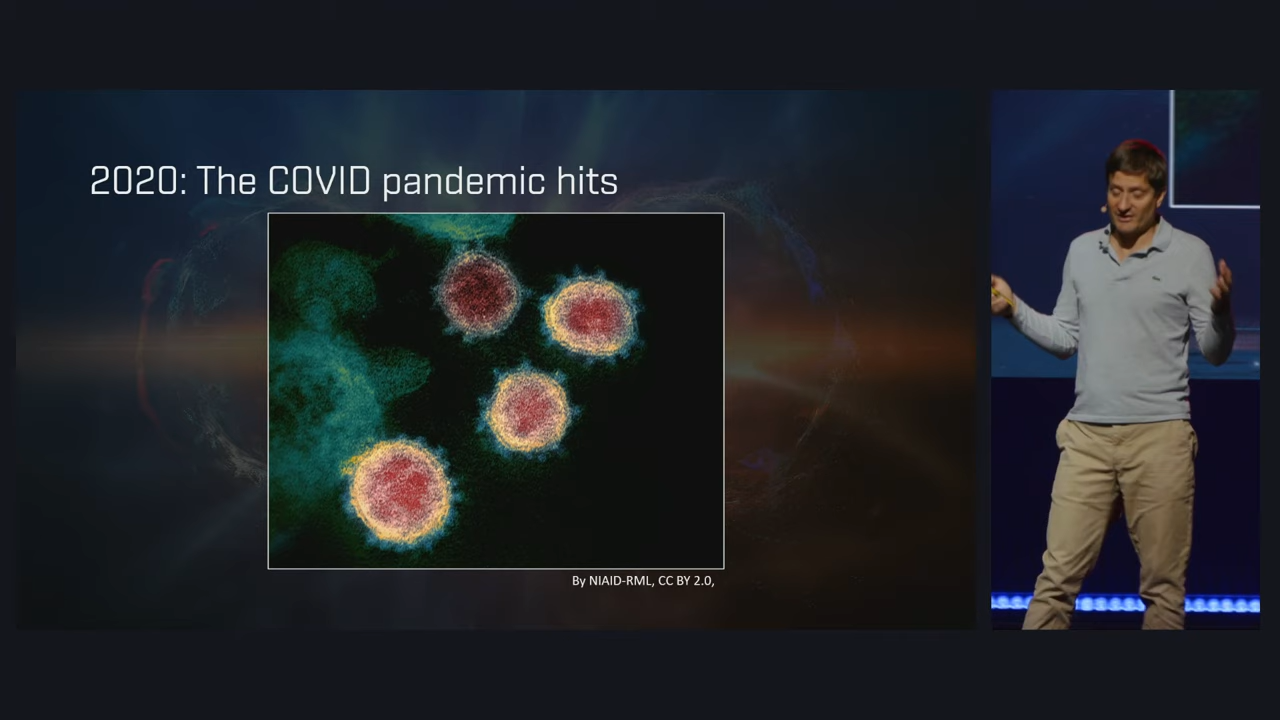 2020: The COVID pandemic hits
By NIAID-RML, CC BY 2.0,